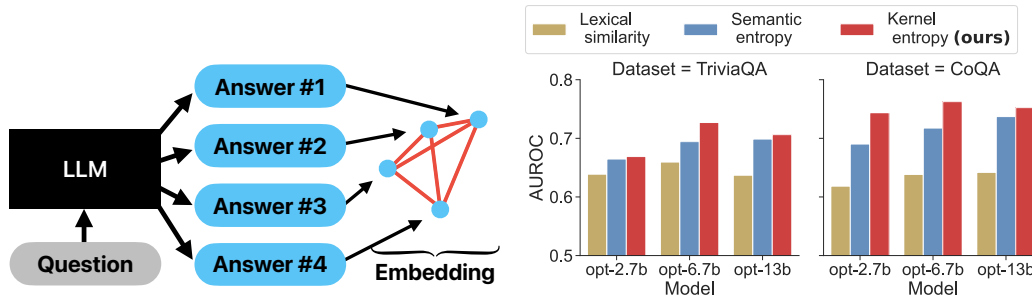 LLM
Question
Answer #1
Answer #2
Answer #3
Answer #4
Embedding
Lexical
similarity
Semantic
entropy
Kernel
entropy (ours)
Dataset = TriviaQA
Dataset = CoQA
AUROC
0.8
0.7
0.6
0.5
opt-2.7b opt-6.7b opt-13b
Model
opt-2.7b opt-6.7b opt-13b
Model